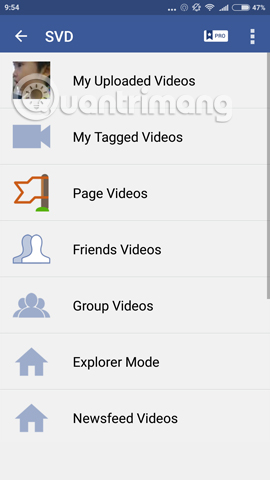 9:54
47%
SVD
PRO
My Uploaded Videos
Quantrimang
My Tagged Videos
Page Videos
Friends Videos
Group Videos
Explorer Mode
Newsfeed Videos